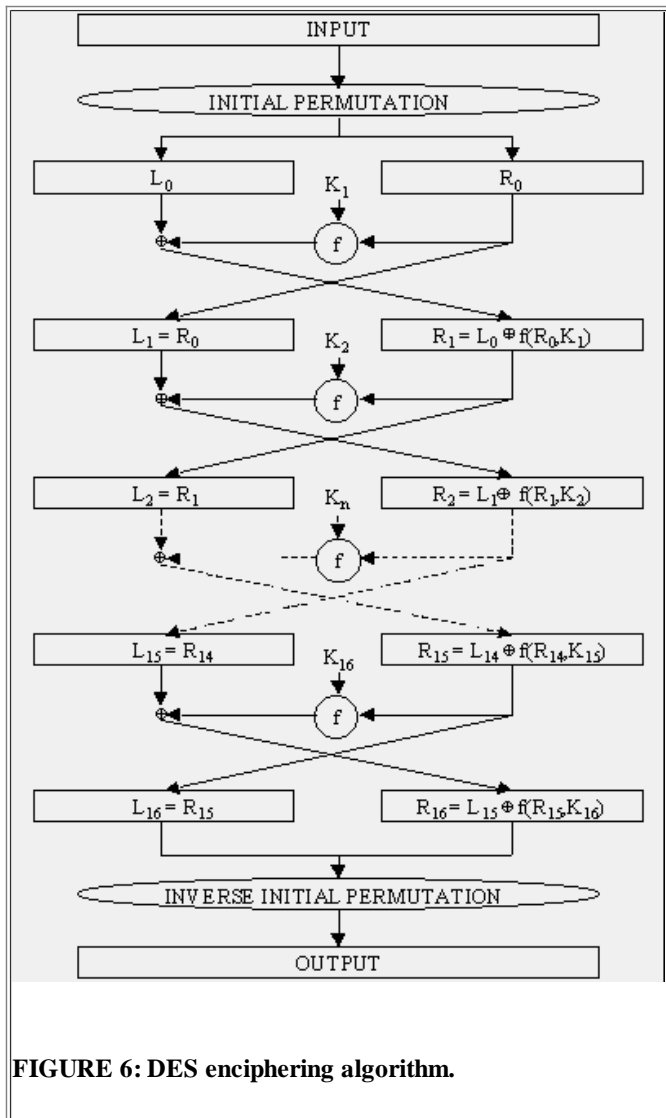 INPUT
INITIAL PERMUTATION
L₀
K₁
R₀
⊕
f
L₁ = R₀
K₂
R₁ = L₀ ⊕ f(R₀,K₁)
⊕
f
L₂ = R₁
Kₙ
R₂ = L₁ ⊕ f(R₁,K₂)
⊕
f
L₁₅ = R₁₄
K₁₆
R₁₅ = L₁₄ ⊕ f(R₁₄,K₁₅)
⊕
f
L₁₆ = R₁₅
R₁₆ = L₁₅ ⊕ f(R₁₅,K₁₆)
INVERSE INITIAL PERMUTATION
OUTPUT
FIGURE 6: DES enciphering algorithm.